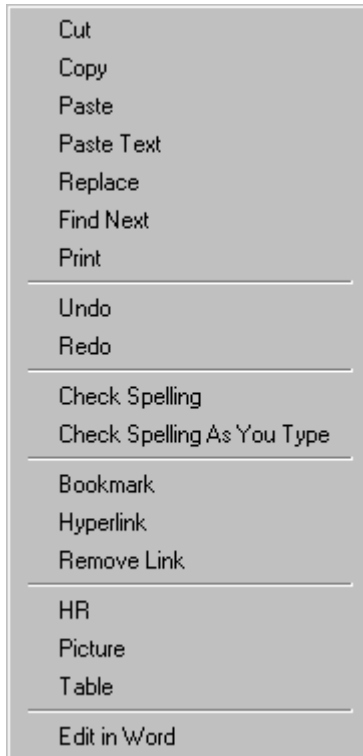 Cut
Copy
Paste
Paste Text
Replace
Find Next
Print
Undo
Redo
Check Spelling
Check Spelling As You Type
Bookmark
Hyperlink
Remove Link
HR
Picture
Table
Edit in Word